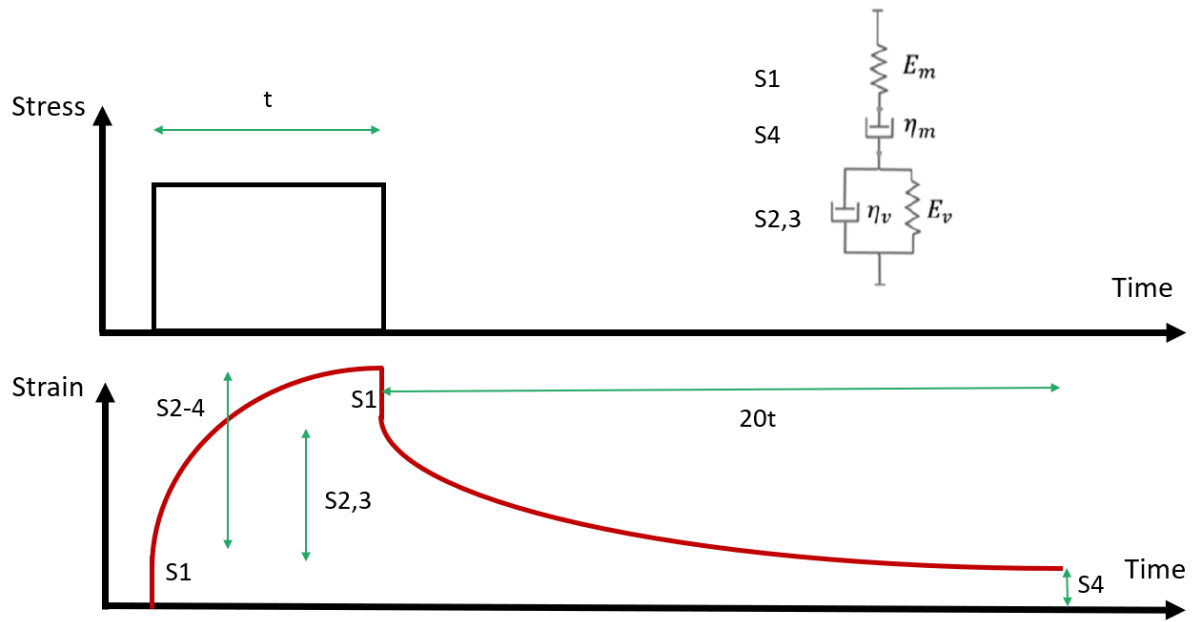 t
Stress
S1
E_m
S4
η_m
S2,3
η_v
E_v
Time
Strain
S2-4
S1
20t
S2,3
S1
Time
S4